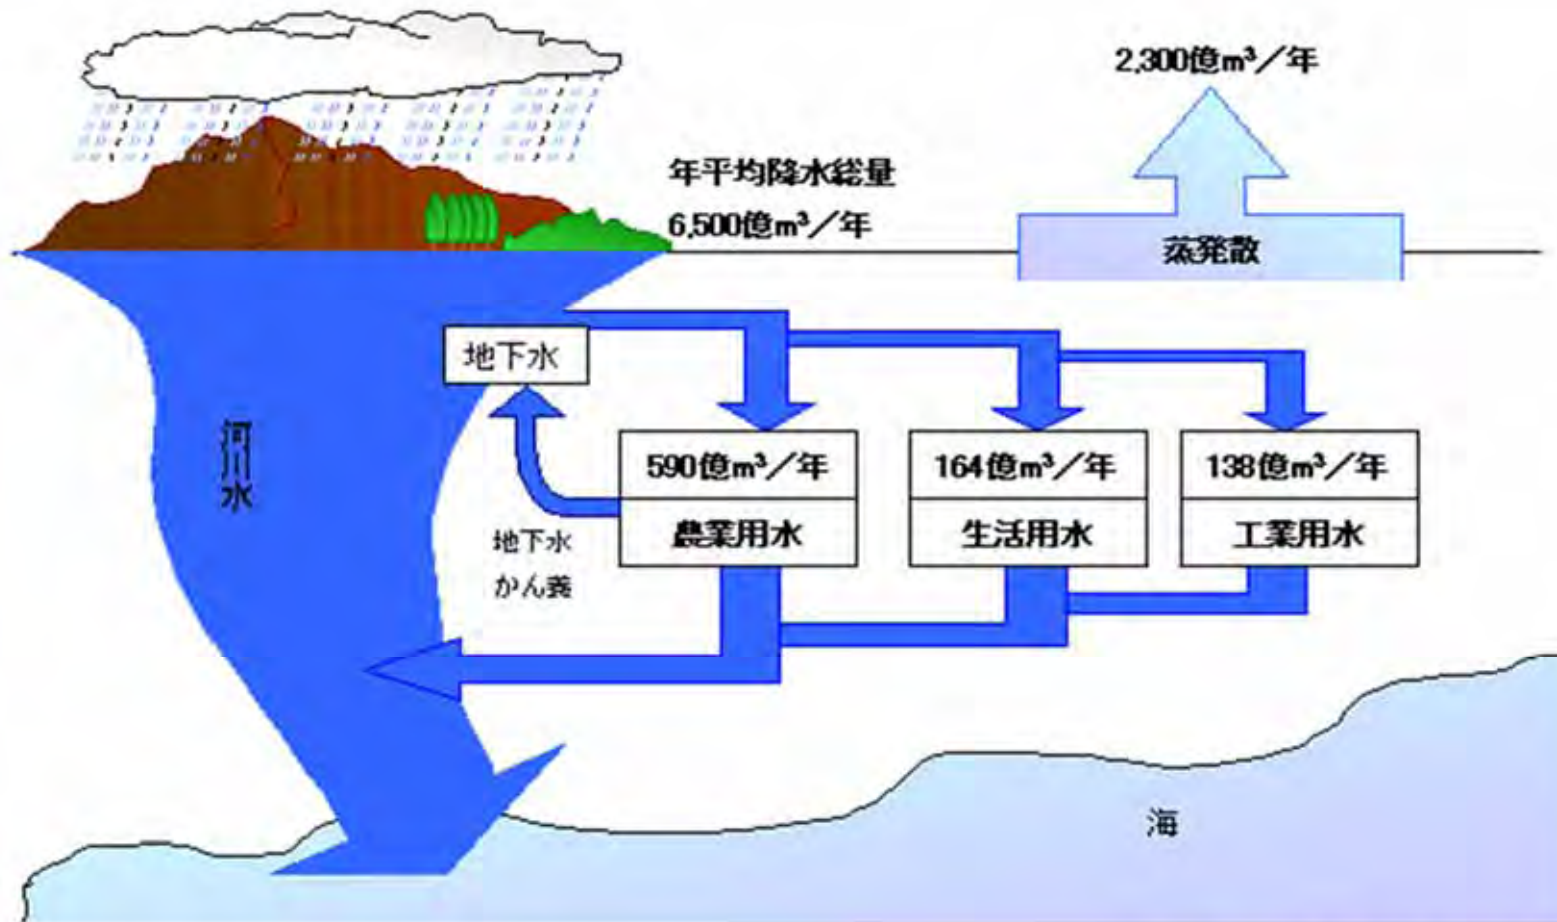 2,300億m³／年
年平均降水総量
6,500億m³／年
蒸発散
地下水
河川水
590億m³／年
農業用水
164億m³／年
生活用水
138億m³／年
工業用水
地下水
かん養
海